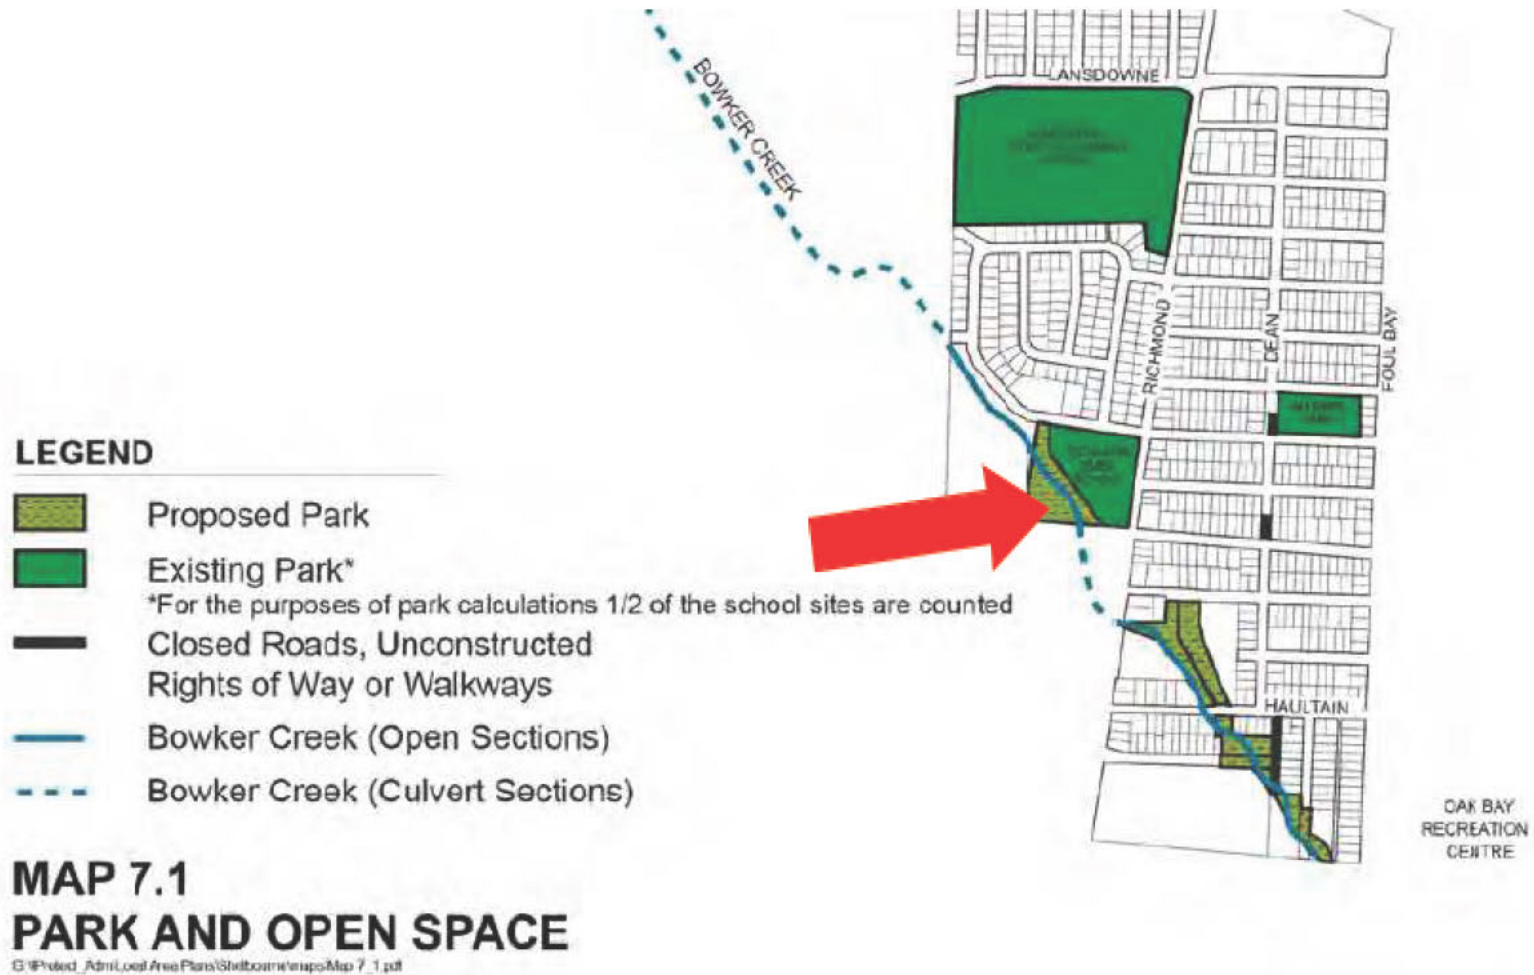 LANSDOWNE
BOWKER CREEK
RICHMOND
DEAN
FOUL BAY
HAULTAIN
OAK BAY
RECREATION
CENTRE
LEGEND
Proposed Park
Existing Park*
*For the purposes of park calculations 1/2 of the school sites are counted
Closed Roads, Unconstructed
Rights of Way or Walkways
Bowker Creek (Open Sections)
Bowker Creek (Culvert Sections)
MAP 7.1
PARK AND OPEN SPACE